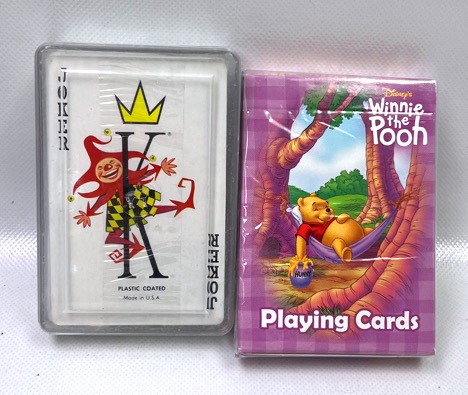 JOKER
K
PLASTIC COATED
Made in U.S.A
JOKER
Disney's
Winnie
the
Pooh
HUNNY
Playing Cards